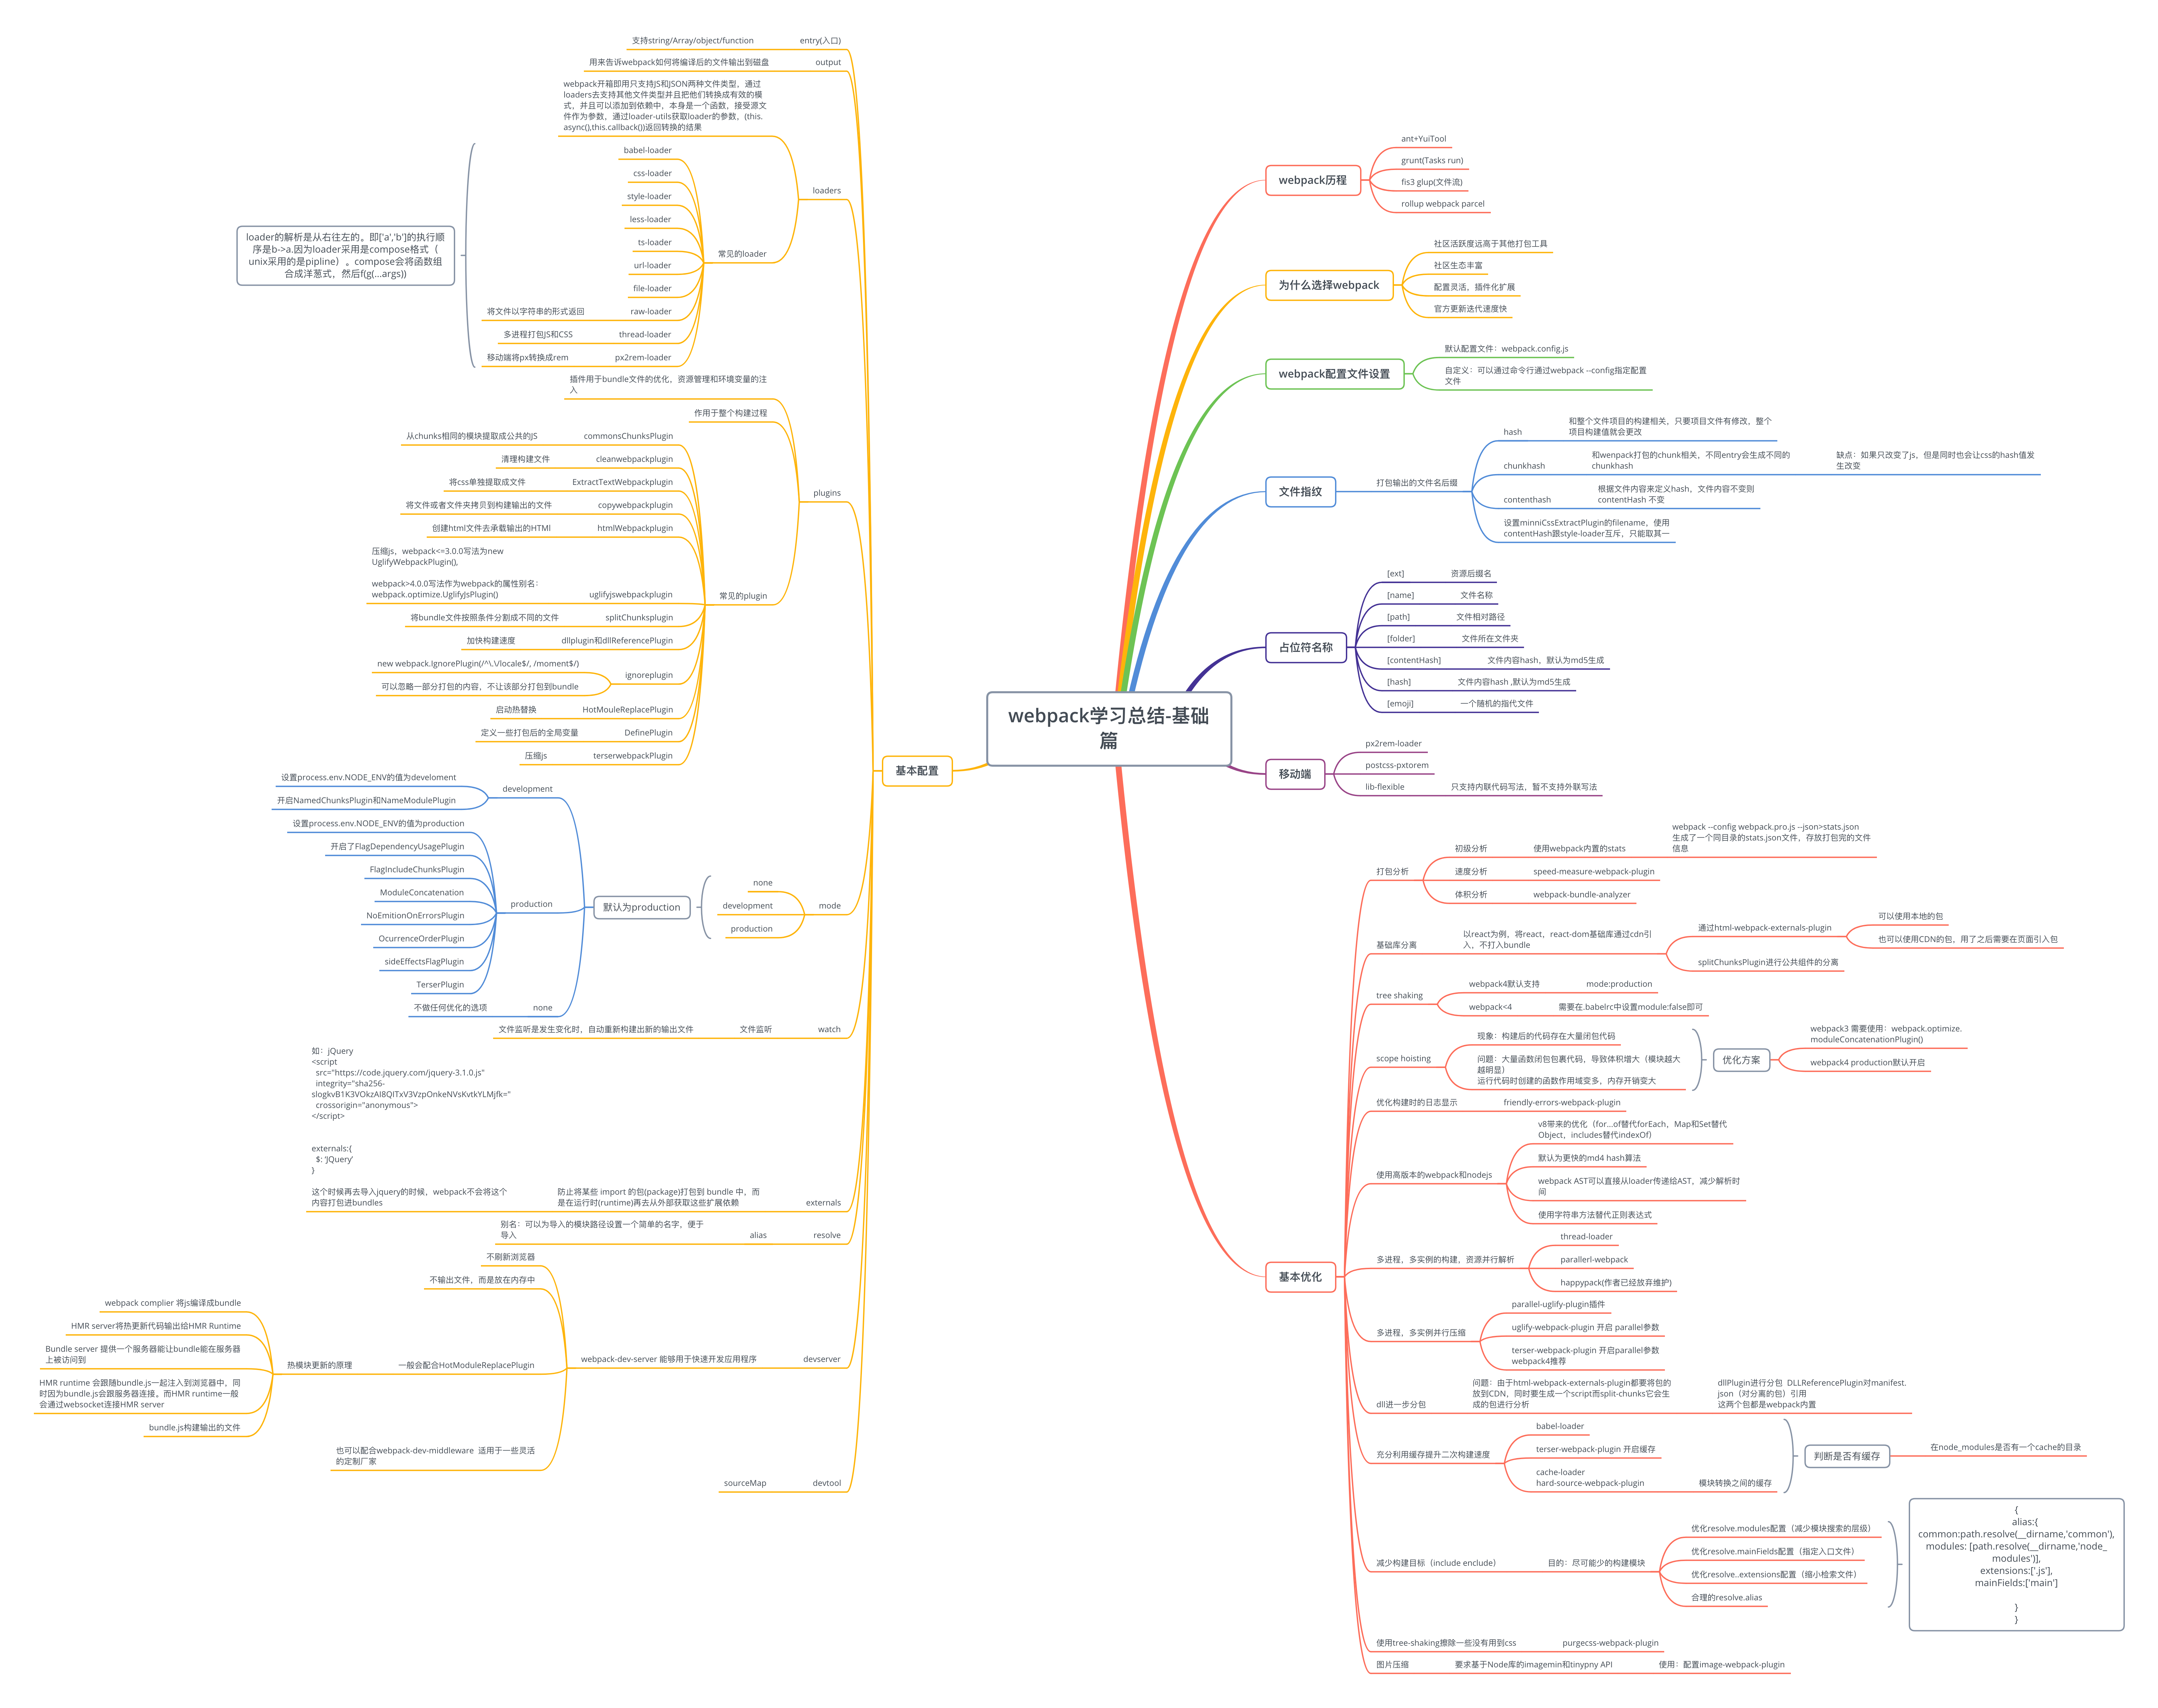 webpack学习总结-基础
篇
webpack历程
ant+YuiTool
grunt(Tasks run)
fis3 glup(文件流)
rollup webpack parcel
为什么选择webpack
社区活跃度远高于其他打包工具
社区生态丰富
配置灵活，插件化扩展
官方更新迭代速度快
webpack配置文件设置
默认配置文件：webpack.config.js
自定义：可以通过命令行通过webpack --config指定配置
文件
文件指纹
打包输出的文件名后缀
hash
和整个文件项目的构建相关，只要项目文件有修改，整个
项目构建值就会更改
chunkhash
和wenpack打包的chunk相关，不同entry会生成不同的
chunkhash
缺点：如果只改变了js，但是同时也会让css的hash值发
生改变
contenthash
根据文件内容来定义hash，文件内容不变则
contentHash 不变
设置minniCssExtractPlugin的filename，使用
contentHash跟style-loader互斥，只能取其一
占位符名称
[ext]
资源后缀名
[name]
文件名称
[path]
文件相对路径
[folder]
文件所在文件夹
[contentHash]
文件内容hash，默认为md5生成
[hash]
文件内容hash ,默认为md5生成
[emoji]
一个随机的指代文件
移动端
px2rem-loader
postcss-pxtorem
lib-flexible
只支持内联代码写法，暂不支持外联写法
基本优化
打包分析
初级分析
使用webpack内置的stats
webpack --config webpack.pro.js --json>stats.json
生成了一个同目录的stats.json文件，存放打包完的文件
信息
速度分析
speed-measure-webpack-plugin
体积分析
webpack-bundle-analyzer
基础库分离
以react为例，将react，react-dom基础库通过cdn引
入，不打入bundle
通过html-webpack-externals-plugin
可以使用本地的包
也可以使用CDN的包，用了之后需要在页面引入包
splitChunksPlugin进行公共组件的分离
tree shaking
webpack4默认支持
mode:production
webpack<4
需要在.babelrc中设置module:false即可
scope hoisting
现象：构建后的代码存在大量闭包代码
问题：大量函数闭包包裹代码，导致体积增大（模块越大
越明显）
运行代码时创建的函数作用域变多，内存开销变大
优化方案
webpack3 需要使用：webpack.optimize.
moduleConcatenationPlugin()
webpack4 production默认开启
优化构建时的日志显示
friendly-errors-webpack-plugin
使用高版本的webpack和nodejs
v8带来的优化（for...of替代forEach，Map和Set替代
Object，includes替代indexOf）
默认为更快的md4 hash算法
webpack AST可以直接从loader传递给AST，减少解析时
间
使用字符串方法替代正则表达式
多进程，多实例的构建，资源并行解析
thread-loader
parallerl-webpack
happypack(作者已经放弃维护)
多进程，多实例并行压缩
parallel-uglify-plugin插件
uglify-webpack-plugin 开启 parallel参数
terser-webpack-plugin 开启parallel参数
webpack4推荐
dll进一步分包
问题：由于html-webpack-externals-plugin都要将包的
放到CDN，同时要生成一个script而split-chunks它会生
成的包进行分析
dllPlugin进行分包  DLLReferencePlugin对manifest.
json（对分离的包）引用
这两个包都是webpack内置
充分利用缓存提升二次构建速度
babel-loader
terser-webpack-plugin 开启缓存
cache-loader
hard-source-webpack-plugin
模块转换之间的缓存
判断是否有缓存
在node_modules是否有一个cache的目录
减少构建目标（include enclude）
目的：尽可能少的构建模块
优化resolve.modules配置（减少模块搜索的层级）
优化resolve.mainFields配置（指定入口文件）
优化resolve..extensions配置（缩小检索文件）
合理的resolve.alias
{
alias:{
common:path.resolve(__dirname,'common'),
modules: [path.resolve(__dirname,'node_
modules')],
extensions:['.js'],
mainFields:['main']
}
}
使用tree-shaking擦除一些没有用到css
purgecss-webpack-plugin
图片压缩
要求基于Node库的imagemin和tinypny API
使用：配置image-webpack-plugin
基本配置
entry(入口)
支持string/Array/object/function
output
用来告诉webpack如何将编译后的文件输出到磁盘
loaders
webpack开箱即用只支持JS和JSON两种文件类型，通过
loaders去支持其他文件类型并且把他们转换成有效的模
式，并且可以添加到依赖中，本身是一个函数，接受源文
件作为参数，通过loader-utils获取loader的参数，(this.
async(),this.callback())返回转换的结果
常见的loader
babel-loader
css-loader
style-loader
less-loader
ts-loader
url-loader
file-loader
raw-loader
将文件以字符串的形式返回
thread-loader
多进程打包JS和CSS
px2rem-loader
移动端将px转换成rem
loader的解析是从右往左的。即['a','b']的执行顺
序是b->a.因为loader采用是compose格式（
unix采用的是pipline）。compose会将函数组
合成洋葱式，然后f(g(...args))
plugins
插件用于bundle文件的优化，资源管理和环境变量的注
入
作用于整个构建过程
常见的plugin
commonsChunksPlugin
从chunks相同的模块提取成公共的JS
cleanwebpackplugin
清理构建文件
ExtractTextWebpackplugin
将css单独提取成文件
copywebpackplugin
将文件或者文件夹拷贝到构建输出的文件
htmlWebpackplugin
创建html文件去承载输出的HTMl
uglifyjswebpackplugin
压缩js，webpack<=3.0.0写法为new
UglifyWebpackPlugin(),
webpack>4.0.0写法作为webpack的属性别名：
webpack.optimize.UglifyJsPlugin()
splitChunksplugin
将bundle文件按照条件分割成不同的文件
dllplugin和dllReferencePlugin
加快构建速度
ignoreplugin
new webpack.IgnorePlugin(/^\.\/locale$/, /moment$/)
可以忽略一部分打包的内容，不让该部分打包到bundle
HotMouleReplacePlugin
启动热替换
DefinePlugin
定义一些打包后的全局变量
terserwebpackPlugin
压缩js
mode
none
development
production
默认为production
development
设置process.env.NODE_ENV的值为develoment
开启NamedChunksPlugin和NameModulePlugin
production
设置process.env.NODE_ENV的值为production
开启了FlagDependencyUsagePlugin
FlagIncludeChunksPlugin
ModuleConcatenation
NoEmitionOnErrorsPlugin
OcurrenceOrderPlugin
sideEffectsFlagPlugin
TerserPlugin
none
不做任何优化的选项
watch
文件监听
文件监听是发生变化时，自动重新构建出新的输出文件
externals
防止将某些 import 的包(package)打包到 bundle 中，而
是在运行时(runtime)再去从外部获取这些扩展依赖
如：jQuery
<script
src="https://code.jquery.com/jquery-3.1.0.js"
integrity="sha256-
slogkvB1K3VOkzAI8QITxV3VzpOnkeNVsKvtkYLMjfk="
crossorigin="anonymous">
</script>
externals:{
$: 'JQuery'
}
这个时候再去导入jquery的时候，webpack不会将这个
内容打包进bundles
resolve
alias
别名：可以为导入的模块路径设置一个简单的名字，便于
导入
devserver
webpack-dev-server 能够用于快速开发应用程序
不刷新浏览器
不输出文件，而是放在内存中
一般会配合HotModuleReplacePlugin
热模块更新的原理
webpack complier 将js编译成bundle
HMR server将热更新代码输出给HMR Runtime
Bundle server 提供一个服务器能让bundle能在服务器
上被访问到
HMR runtime 会跟随bundle.js一起注入到浏览器中，同
时因为bundle.js会跟服务器连接。而HMR runtime一般
会通过websocket连接HMR server
bundle.js构建输出的文件
也可以配合webpack-dev-middleware  适用于一些灵活
的定制厂家
devtool
sourceMap